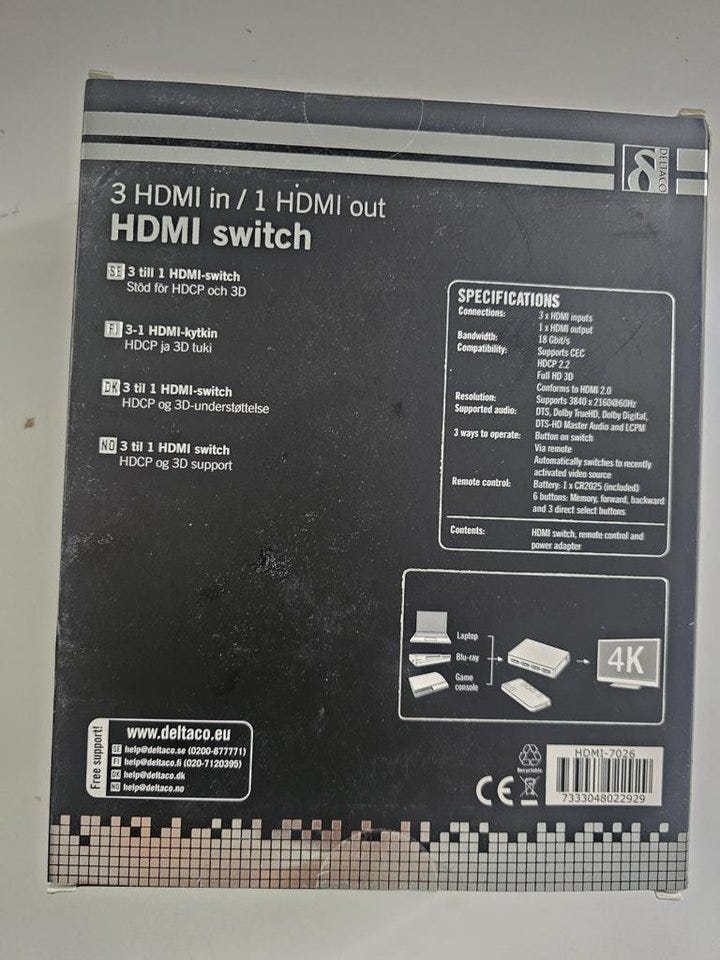 DELTACO
3 HDMI in / 1 HDMI out
HDMI switch
SE 3 till 1 HDMI-switch
Stöd för HDCP och 3D
FI 3-1 HDMI-kytkin
HDCP ja 3D tuki
DK 3 til 1 HDMI-switch
HDCP og 3D-understøttelse
NO 3 til 1 HDMI switch
HDCP og 3D support
SPECIFICATIONS
Connections: 3 x HDMI inputs
1 x HDMI output
Bandwidth: 18 Gbit/s
Compatibility: Supports CEC
HDCP 2.2
Full HD 3D
Conforms to HDMI 2.0
Resolution: Supports 3840 x 2160@60Hz
Supported audio: DTS, Dolby TrueHD, Dolby Digital,
DTS-HD Master Audio and LCPM
3 ways to operate: Button on switch
Via remote
Automatically switches to recently
activated video source
Remote control: Battery: 1 x CR2025 (included)
6 buttons: Memory, forward, backward
and 3 direct select buttons
Contents: HDMI switch, remote control and
power adapter
Laptop
Blu-ray
Game
console
4K
Free support!
www.deltaco.eu
SE help@deltaco.se (0200-877771)
FI help@deltaco.fi (020-7120395)
DK help@deltaco.dk
NO help@deltaco.no
Recyclable
CE
HDMI-7026
7333048022929